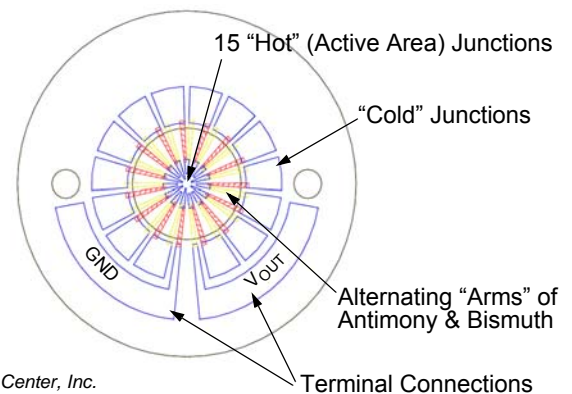 15 “Hot” (Active Area) Junctions
“Cold” Junctions
GND
VOUT
Alternating “Arms” of
Antimony & Bismuth
Center, Inc.
Terminal Connections